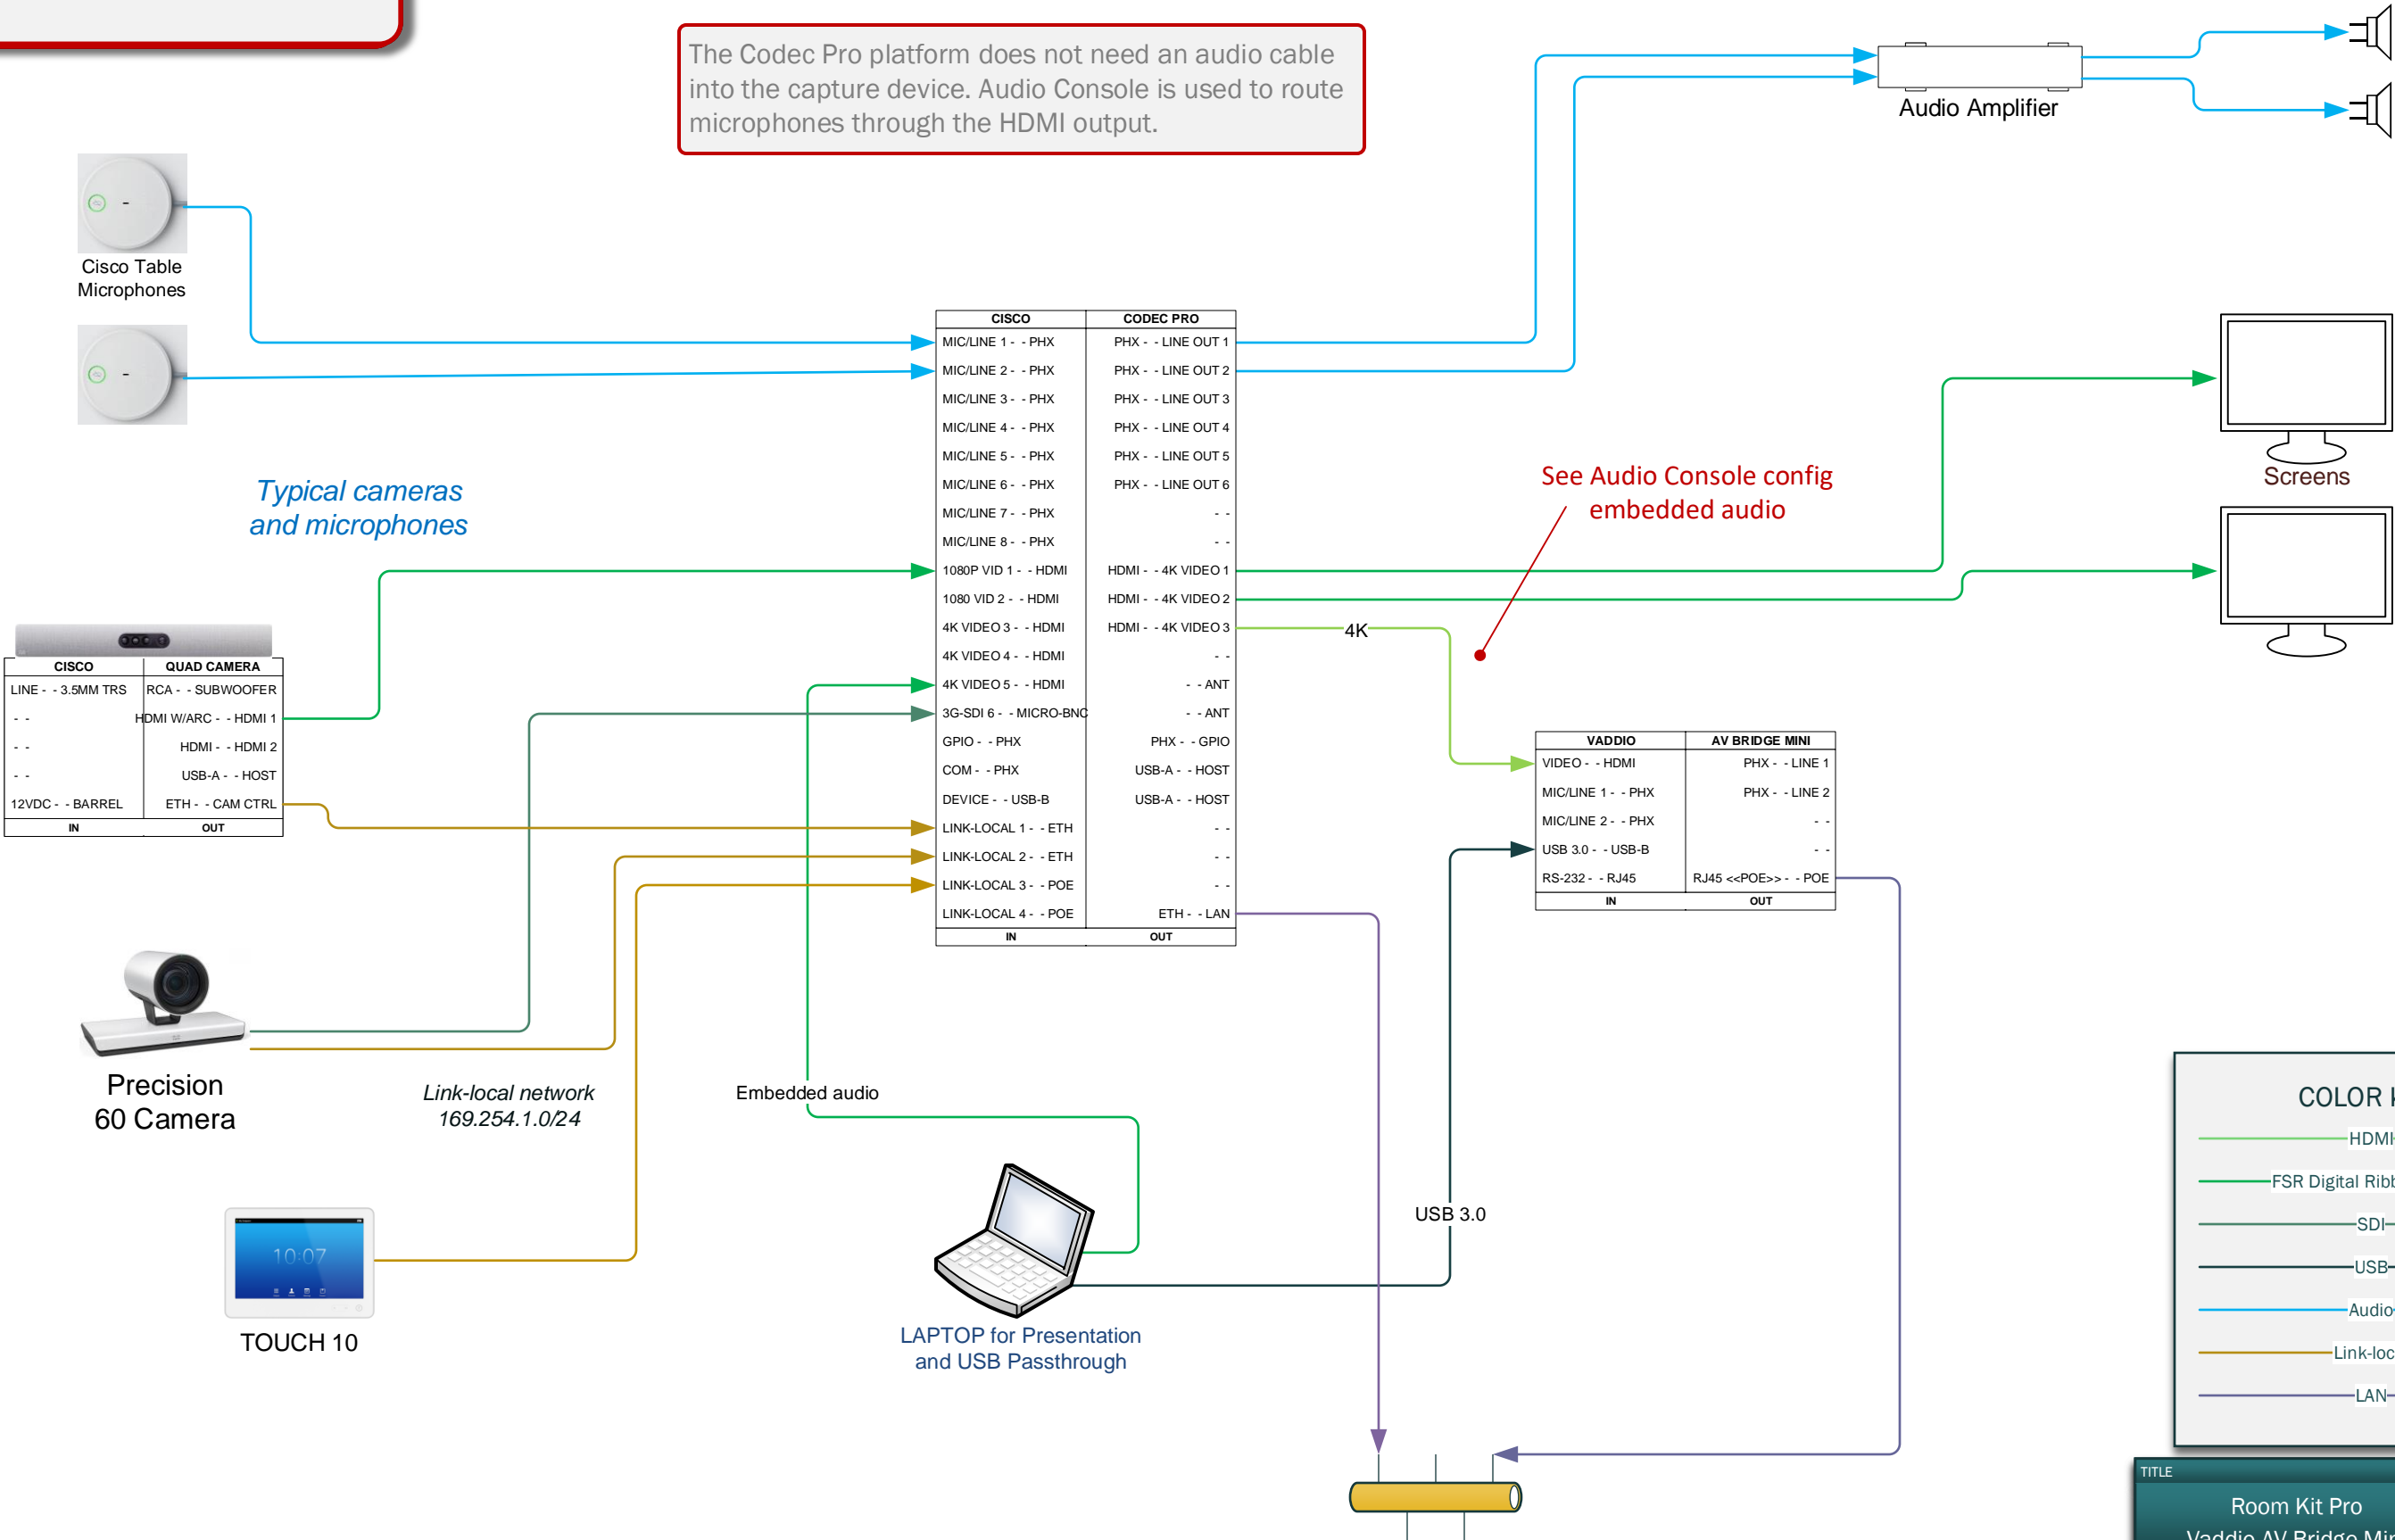 The Codec Pro platform does not need an audio cable
into the capture device. Audio Console is used to route
microphones through the HDMI output.
Audio Amplifier
Cisco Table
Microphones
Typical cameras
and microphones
CISCO CODEC PRO
MIC/LINE 1 - - PHX PHX - - LINE OUT 1
MIC/LINE 2 - - PHX PHX - - LINE OUT 2
MIC/LINE 3 - - PHX PHX - - LINE OUT 3
MIC/LINE 4 - - PHX PHX - - LINE OUT 4
MIC/LINE 5 - - PHX PHX - - LINE OUT 5
MIC/LINE 6 - - PHX PHX - - LINE OUT 6
MIC/LINE 7 - - PHX - -
MIC/LINE 8 - - PHX - -
1080P VID 1 - - HDMI HDMI - - 4K VIDEO 1
1080 VID 2 - - HDMI HDMI - - 4K VIDEO 2
4K VIDEO 3 - - HDMI HDMI - - 4K VIDEO 3
4K VIDEO 4 - - HDMI - -
4K VIDEO 5 - - HDMI - - ANT
3G-SDI 6 - - MICRO-BNC - - ANT
GPIO - - PHX PHX - - GPIO
COM - - PHX USB-A - - HOST
DEVICE - - USB-B USB-A - - HOST
LINK-LOCAL 1 - - ETH - -
LINK-LOCAL 2 - - ETH - -
LINK-LOCAL 3 - - POE - -
LINK-LOCAL 4 - - POE ETH - - LAN
IN OUT
See Audio Console config
embedded audio
Screens
4K
CISCO QUAD CAMERA
LINE - - 3.5MM TRS RCA - - SUBWOOFER
- - HDMI W/ARC - - HDMI 1
- - HDMI - - HDMI 2
- - USB-A - - HOST
12VDC - - BARREL ETH - - CAM CTRL
IN OUT
VADDIO AV BRIDGE MINI
VIDEO - - HDMI PHX - - LINE 1
MIC/LINE 1 - - PHX PHX - - LINE 2
MIC/LINE 2 - - PHX - -
USB 3.0 - - USB-B - -
RS-232 - - RJ45 RJ45 <<POE>> - - POE
IN OUT
Precision
60 Camera
Link-local network
169.254.1.0/24
Embedded audio
USB 3.0
10:07
TOUCH 10
LAPTOP for Presentation
and USB Passthrough
COLOR
HDMI
FSR Digital
SDI
USB
Audio
Link-loc
LAN
TITLE
Room Kit Pro
Vaddio AV Bridge